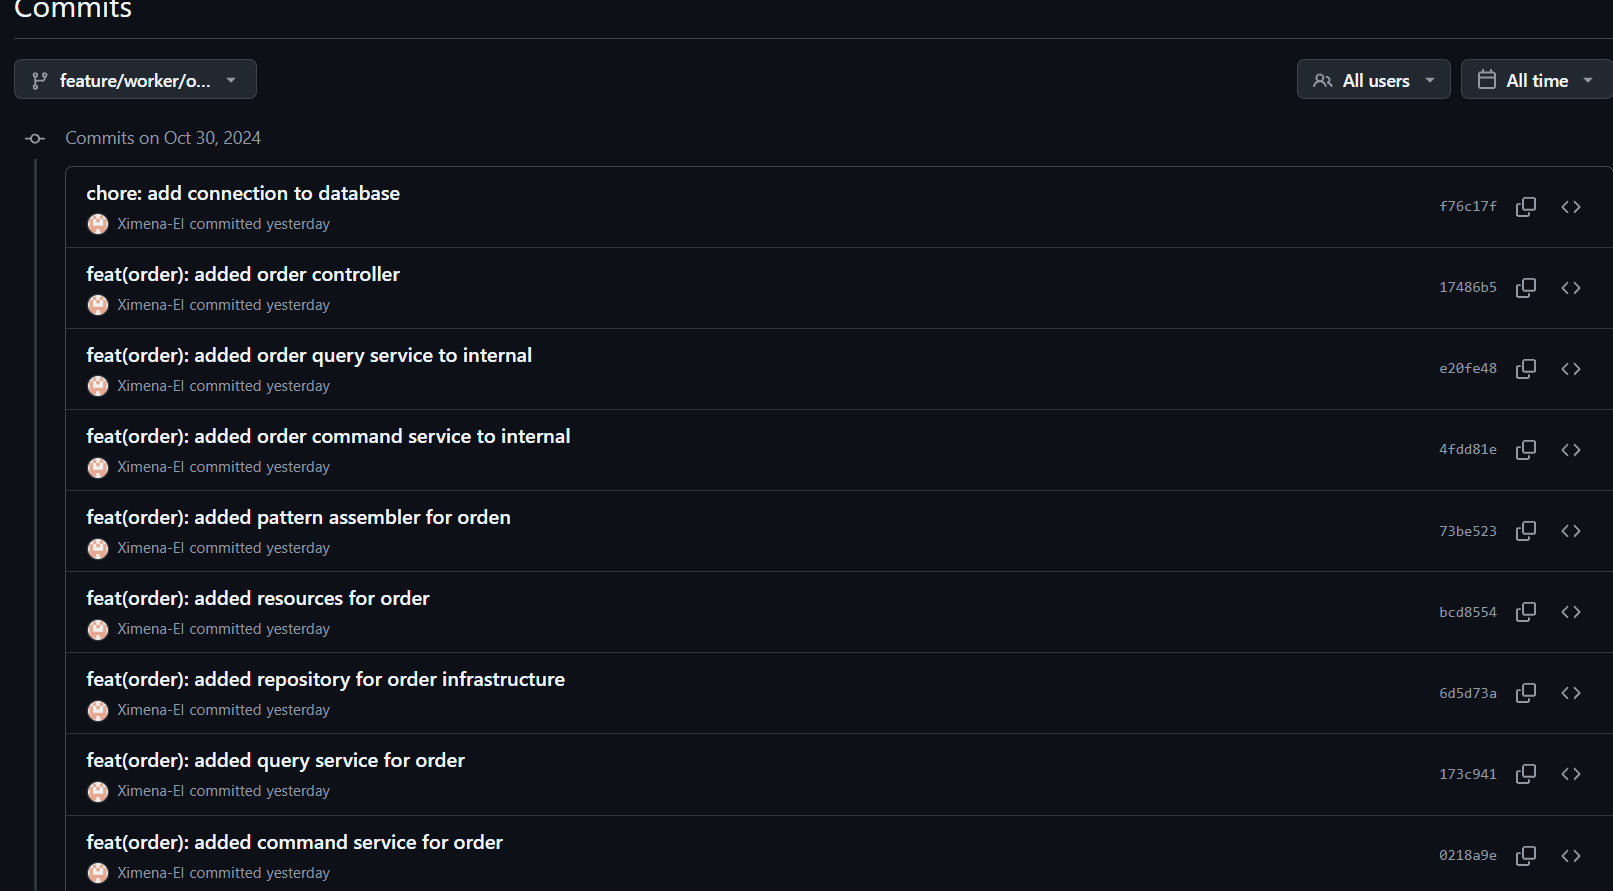 Commits
feature/worker/o...
All users
All time
Commits on Oct 30, 2024
chore: add connection to database
Ximena-El committed yesterday
f76c17f
feat(order): added order controller
Ximena-El committed yesterday
17486b5
feat(order): added order query service to internal
Ximena-El committed yesterday
e20fe48
feat(order): added order command service to internal
Ximena-El committed yesterday
4fdd81e
feat(order): added pattern assembler for orden
Ximena-El committed yesterday
73be523
feat(order): added resources for order
Ximena-El committed yesterday
bcd8554
feat(order): added repository for order infrastructure
Ximena-El committed yesterday
6d5d73a
feat(order): added query service for order
Ximena-El committed yesterday
173c941
feat(order): added command service for order
Ximena-El committed yesterday
0218a9e